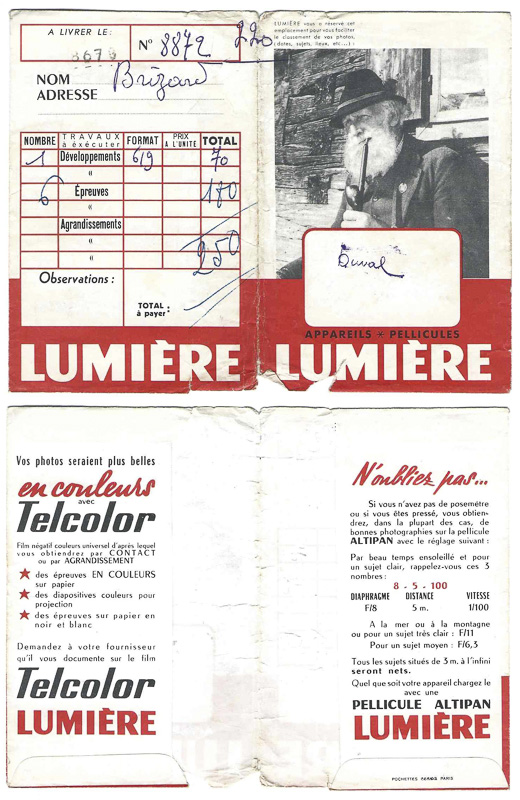 A LIVRER LE:
8676
Nº 8872
220
NOM
ADRESSE
Brizard
NOMBRE TRAVAUX à exécuter FORMAT PRIX A L'UNITÉ TOTAL
1 Développements 6/9 70
«
6 Épreuves 180
«
Agrandissements
«
250
Observations :
TOTAL : à payer :
LUMIÈRE
LUMIÈRE vous a réservé cet
emplacement pour vous faciliter
le classement de vos photos
(dates, sujets, lieux, etc...) :
Duval
APPAREILS * PELLICULES
LUMIÈRE
Vos photos seraient plus belles
en couleurs
avec
Telcolor
Film négatif couleurs universel d'après lequel
vous obtiendrez par CONTACT
ou par AGRANDISSEMENT
★ des épreuves EN COULEURS
sur papier
★ des diapositives couleurs pour
projection
★ des épreuves sur papier en
noir et blanc
Demandez à votre fournisseur
qu'il vous documente sur le film
Telcolor
LUMIÈRE
N'oubliez pas...
Si vous n'avez pas de posemètre
ou si vous êtes pressé, vous obtien-
drez, dans la plupart des cas, de
bonnes photographies sur la pellicule
ALTIPAN avec le réglage suivant :
Par beau temps ensoleillé et pour
un sujet clair, rappelez-vous ces 3
nombres :
8 - 5 - 100
DIAPHRAGME DISTANCE VITESSE
F/8 5 m. 1/100
A la mer ou à la montagne
ou pour un sujet très clair : F/11
Pour un sujet moyen : F/6,3
Tous les sujets situés de 3 m. à l'infini
seront nets.
Quel que soit votre appareil chargez le
avec une
PELLICULE ALTIPAN
LUMIÈRE
POCHETTES REROS PARIS